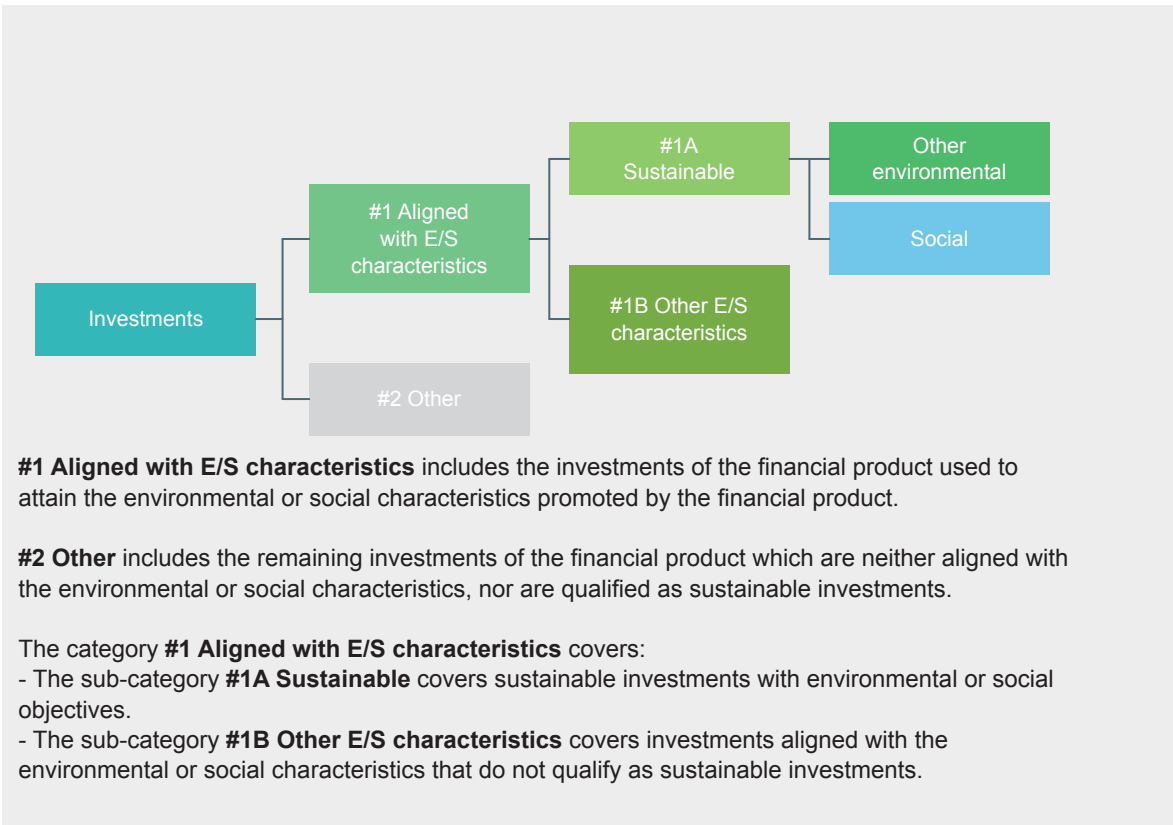 #1A
Sustainable
Other
environmental
#1 Aligned
with E/S
characteristics
Social
Investments
#1B Other E/S
characteristics
#2 Other
#1 Aligned with E/S characteristics includes the investments of the financial product used to
attain the environmental or social characteristics promoted by the financial product.
#2 Other includes the remaining investments of the financial product which are neither aligned with
the environmental or social characteristics, nor are qualified as sustainable investments.
The category #1 Aligned with E/S characteristics covers:
- The sub-category #1A Sustainable covers sustainable investments with environmental or social
objectives.
- The sub-category #1B Other E/S characteristics covers investments aligned with the
environmental or social characteristics that do not qualify as sustainable investments.